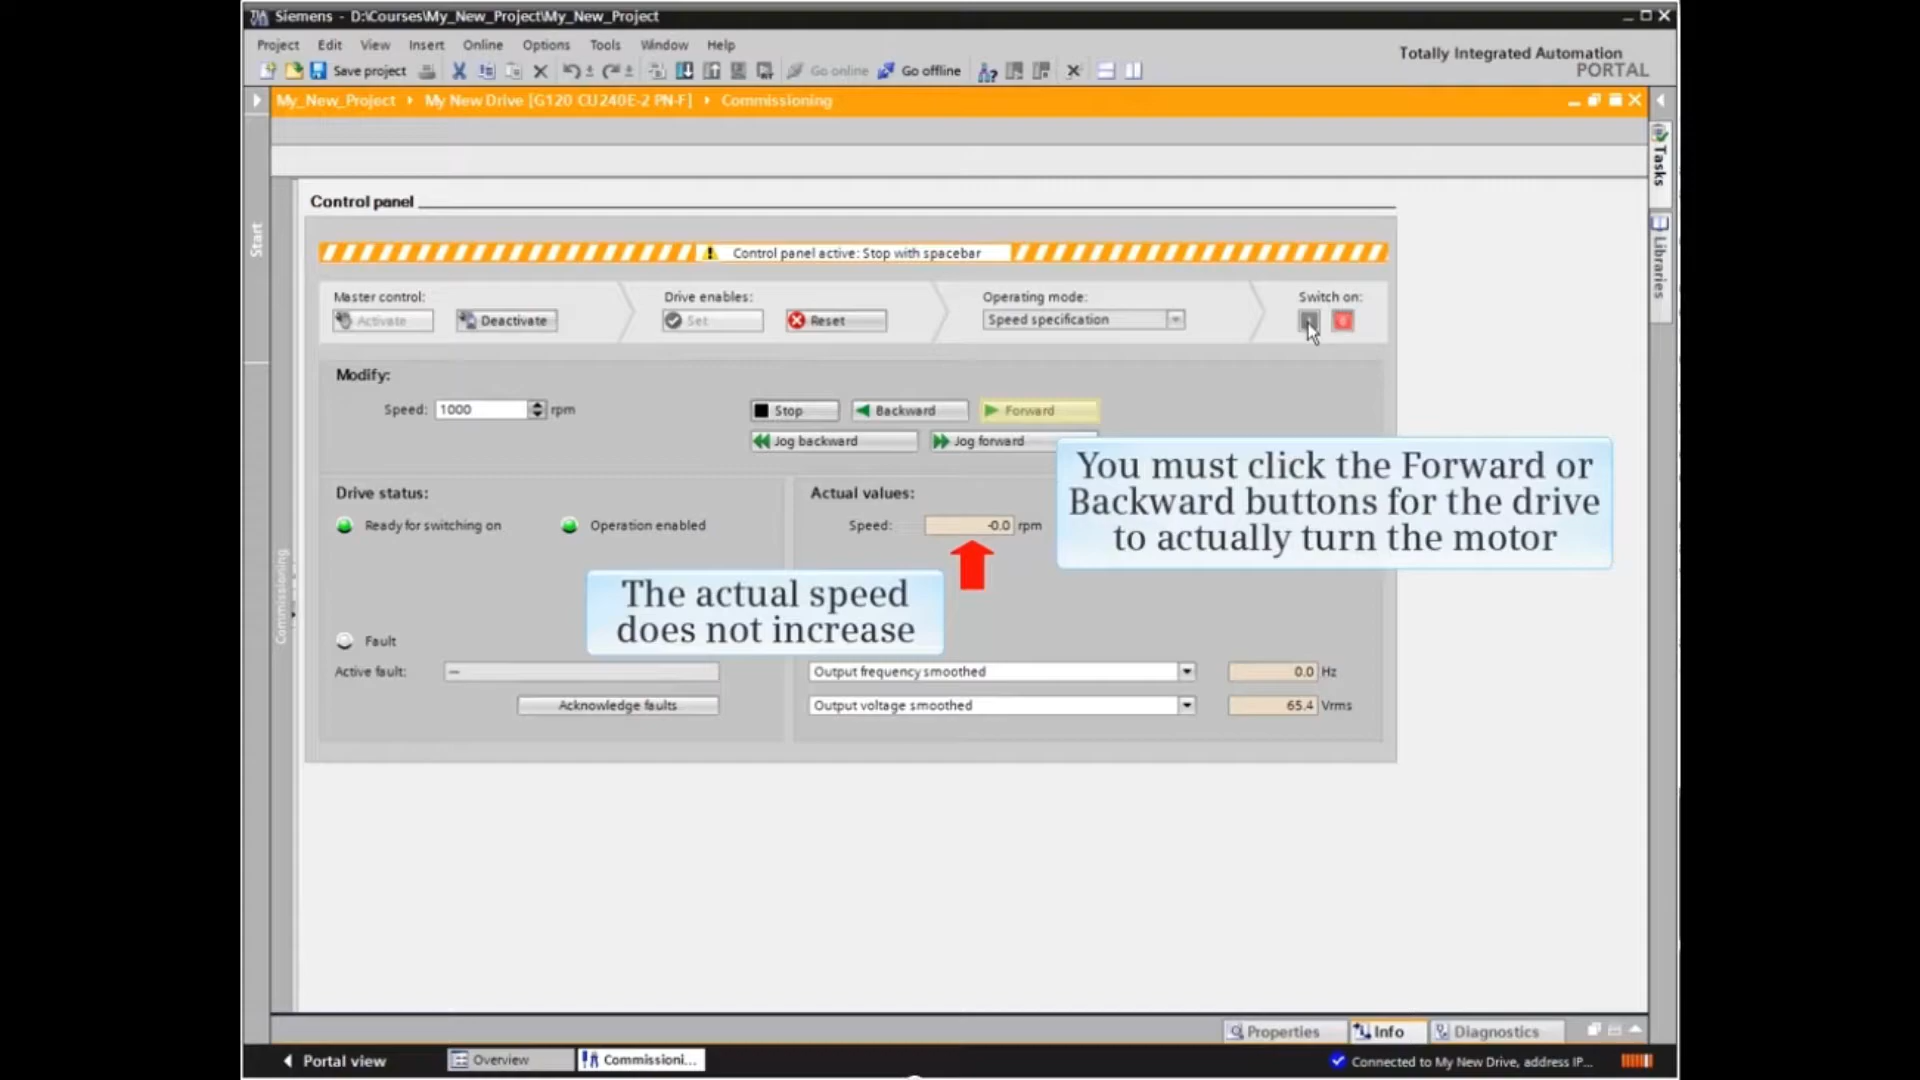 Siemens - D:\Courses\My_New_Project\My_New_Project
Project Edit View Insert Online Options Tools Window Help
Totally Integrated Automation
PORTAL
Save project Go online Go offline
My_New_Project My New Drive [G120 CU240E-2 PN-F] Commissioning
Start
Tasks
Libraries
Commissioning
Control panel
Control panel active: Stop with spacebar
Master control: Drive enables: Operating mode: Switch on:
Activate Deactivate Set Reset Speed specification
Modify:
Speed: 1000 rpm Stop Backward Forward
Jog backward Jog forward
You must click the Forward or
Backward buttons for the drive
to actually turn the motor
Drive status: Actual values:
Ready for switching on Operation enabled Speed: -0.0 rpm
The actual speed
does not increase
Fault
Active fault: — Output frequency smoothed 0.0 Hz
Acknowledge faults Output voltage smoothed 65.4 Vrms
Properties Info Diagnostics
Portal view Overview Commissioni... Connected to My New Drive, address IP...